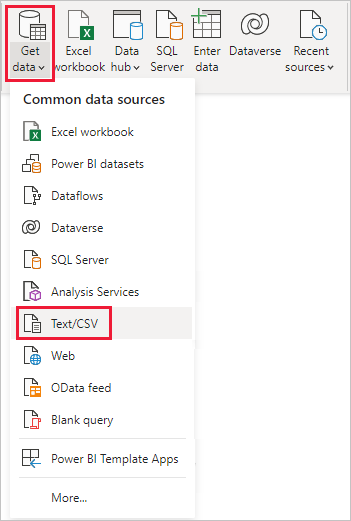 Get data
Excel workbook
Data hub
SQL Server
Enter data
Dataverse
Recent sources
Common data sources
Excel workbook
Power BI datasets
Dataflows
Dataverse
SQL Server
Analysis Services
Text/CSV
Web
OData feed
Blank query
Power BI Template Apps
More...